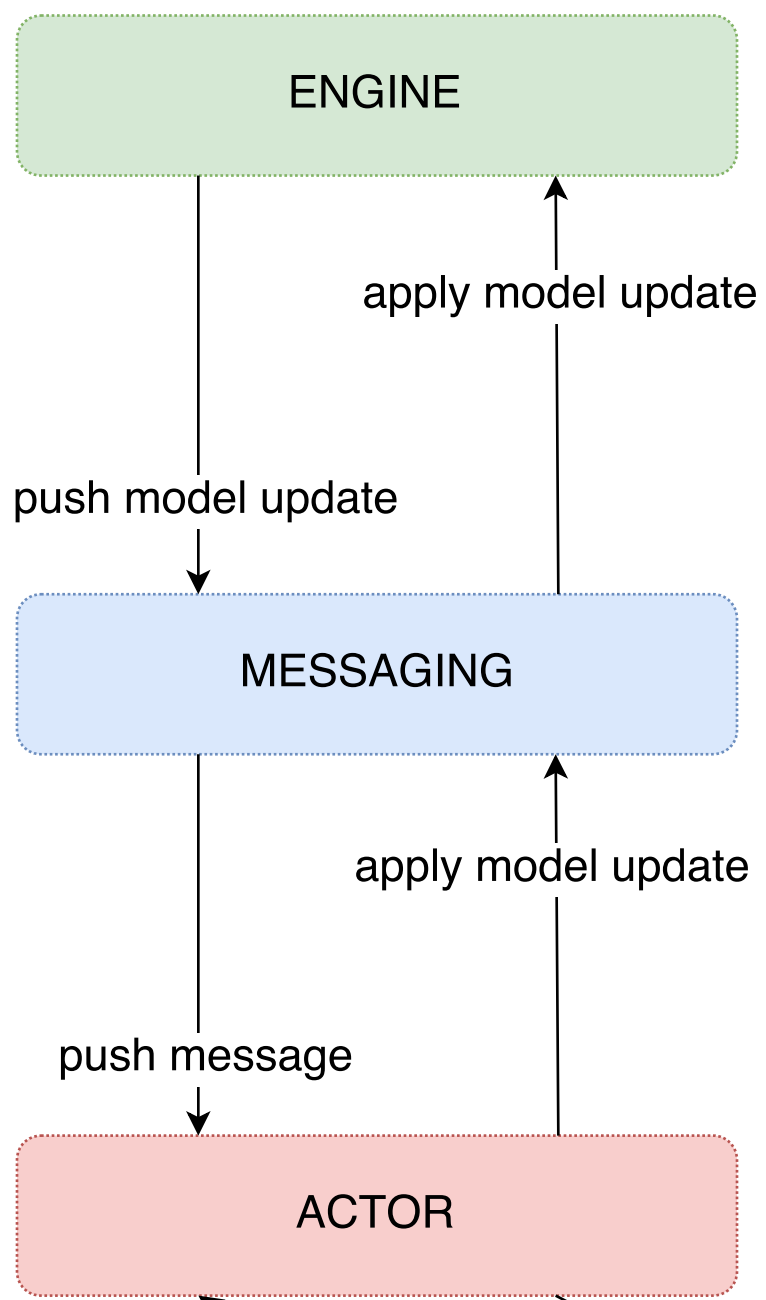 ENGINE
apply model update
push model update
MESSAGING
apply model update
push message
ACTOR